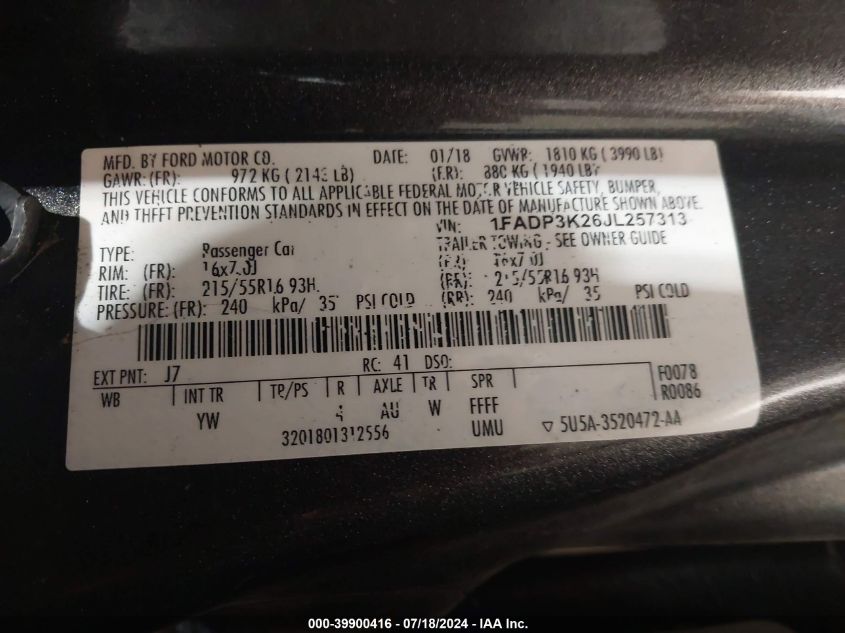 MFD. BY FORD MOTOR CO. DATE: 01/18 GVWR: 1810 KG ( 3990 LB)
GAWR: (FR): 972 KG ( 2143 LB) (RR): 880 KG ( 1940 LB)
THIS VEHICLE CONFORMS TO ALL APPLICABLE FEDERAL MOTOR VEHICLE SAFETY, BUMPER,
AND THEFT PREVENTION STANDARDS IN EFFECT ON THE DATE OF MANUFACTURE SHOWN ABOVE.
VIN: 1FADP3K26JL257313
TYPE: Passenger Car TRAILER TOWING - SEE OWNER GUIDE
RIM: (FR): 16x7.0J (RR): 16x7.0J
TIRE: (FR): 215/55R16 93H (RR): 215/55R16 93H
PRESSURE: (FR): 240 kPa/ 35 PSI COLD (RR): 240 kPa/ 35 PSI COLD
EXT PNT: J7 RC: 41 DSO: F0078
WB INT TR TP/PS R AXLE TR SPR R0086
YW 4 AU W FFFF
3201801312556 UMU ▽ 5U5A-3520472-AA
000-39900416 - 07/18/2024 - IAA Inc.